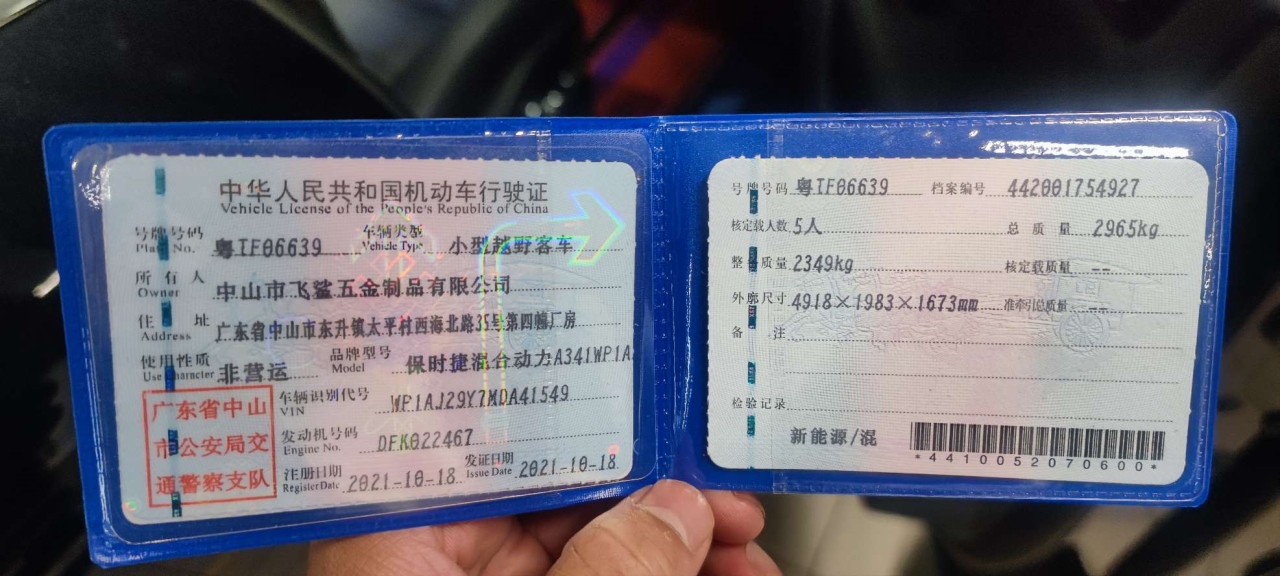 中华人民共和国机动车行驶证
Vehicle License of the People's Republic of China
号牌号码 粤TF06639 车辆类型 小型越野客车
Plate No. Vehicle Type
所有人 中山市飞鲨五金制品有限公司
Owner
住址 广东省中山市东升镇太平村西海北路35号第四幢厂房
Address
使用性质 非营运 品牌型号 保时捷混合动力
Use Character Model
广东省中山
市公安局交
通警察支队
车辆识别代号 WP1AJ29Y7MDA41549
VIN
发动机号码 DFK022467
Engine No.
注册日期 2021-10-18 发证日期 2021-10-18
Register Date Issue Date
号牌号码 粤TF06639 档案编号 442001754927
核定载人数 5人 总质量 2965kg
整备质量 2349kg 核定载质量 --
外廓尺寸 4918×1983×1673mm 准牵引总质量 --
备注
检验记录
新能源/混
*4410052070600*